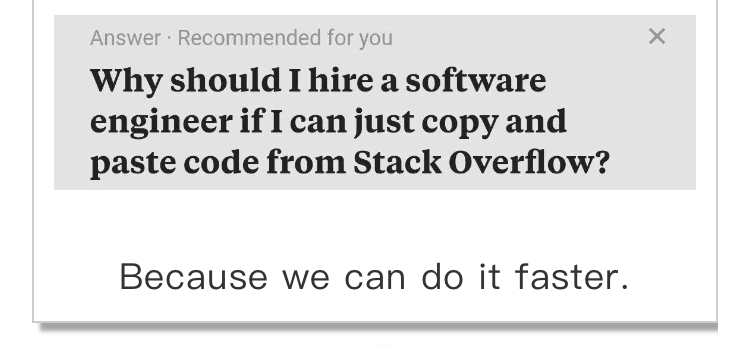 Answer · Recommended for you
Why should I hire a software
engineer if I can just copy and
paste code from Stack Overflow?
Because we can do it faster.